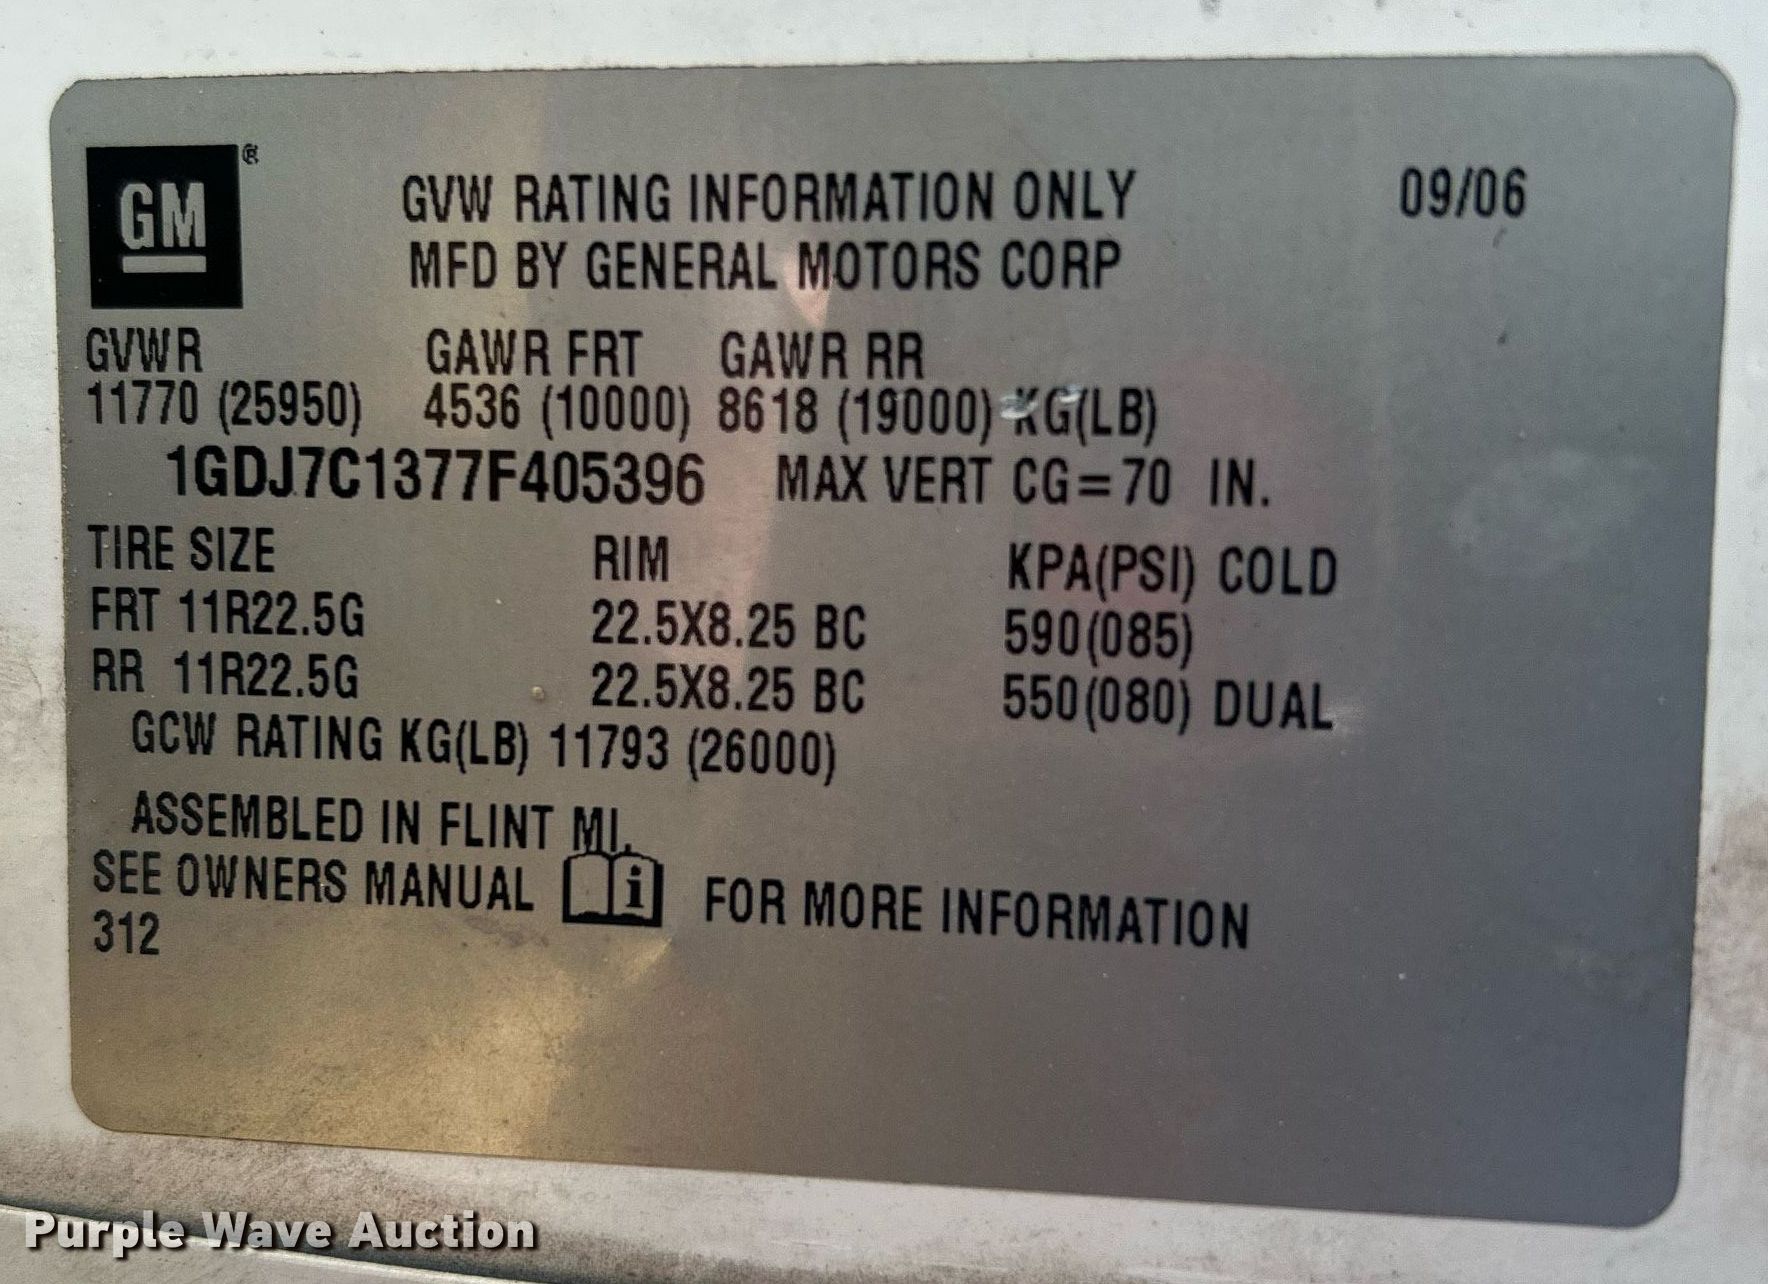 GM®
GVW RATING INFORMATION ONLY 09/06
MFD BY GENERAL MOTORS CORP
GVWR GAWR FRT GAWR RR
11770 (25950) 4536 (10000) 8618 (19000) KG(LB)
1GDJ7C1377F405396 MAX VERT CG=70 IN.
TIRE SIZE RIM KPA(PSI) COLD
FRT 11R22.5G 22.5X8.25 BC 590(085)
RR 11R22.5G 22.5X8.25 BC 550(080) DUAL
GCW RATING KG(LB) 11793 (26000)
ASSEMBLED IN FLINT MI.
SEE OWNERS MANUAL i FOR MORE INFORMATION
312
Purple Wave Auction